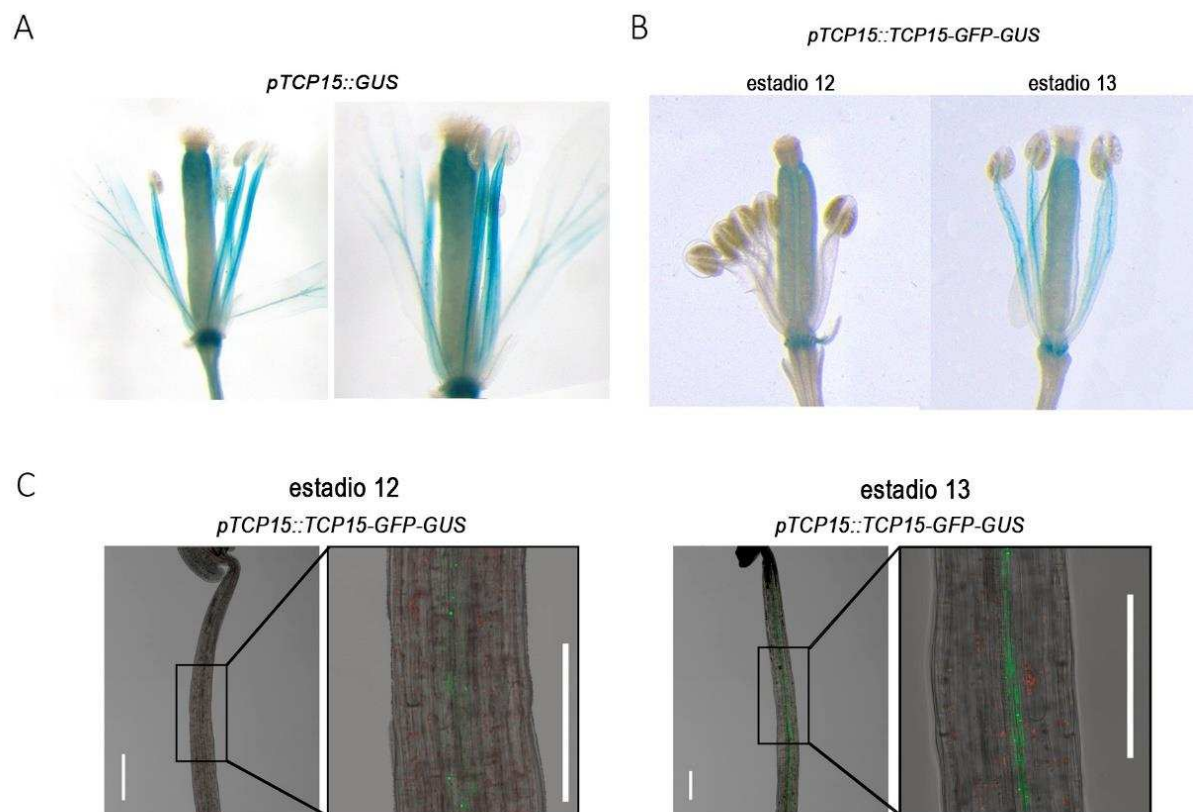 A
pTCP15::GUS
B
pTCP15::TCP15-GFP-GUS
estadio 12
estadio 13
C
estadio 12
pTCP15::TCP15-GFP-GUS
estadio 13
pTCP15::TCP15-GFP-GUS